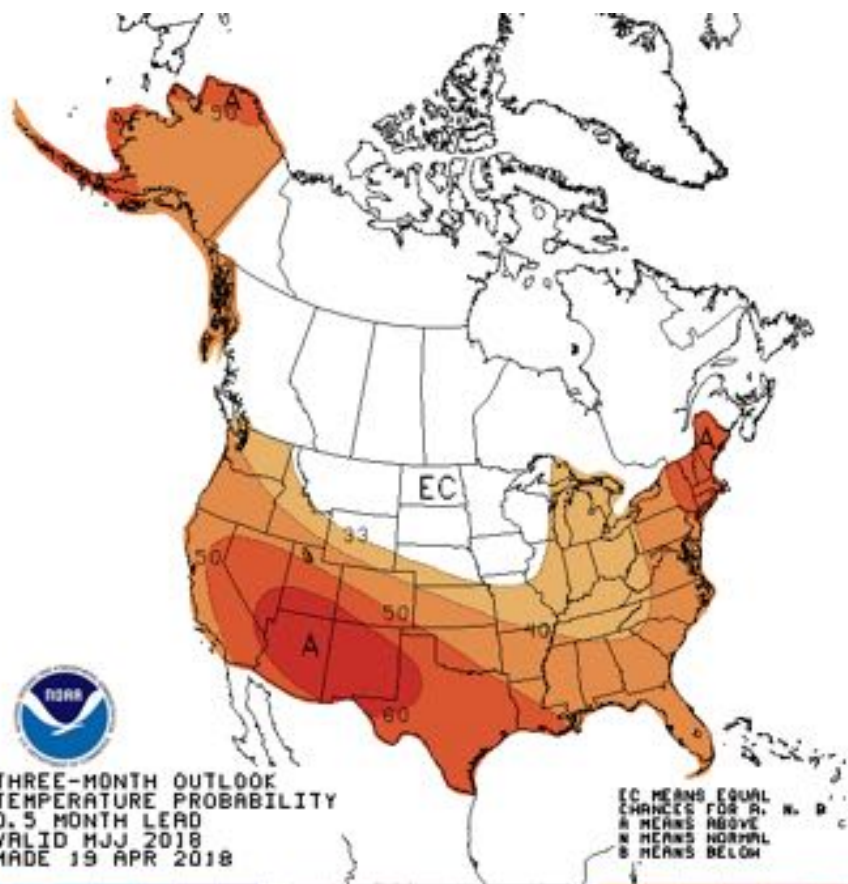 A
50
A
EC
33
50
50
40
A
60
NOAA
THREE-MONTH OUTLOOK
TEMPERATURE PROBABILITY
0.5 MONTH LEAD
VALID MJJ 2018
MADE 19 APR 2018
EC MEANS EQUAL
CHANCES FOR A, N, B
A MEANS ABOVE
N MEANS NORMAL
B MEANS BELOW